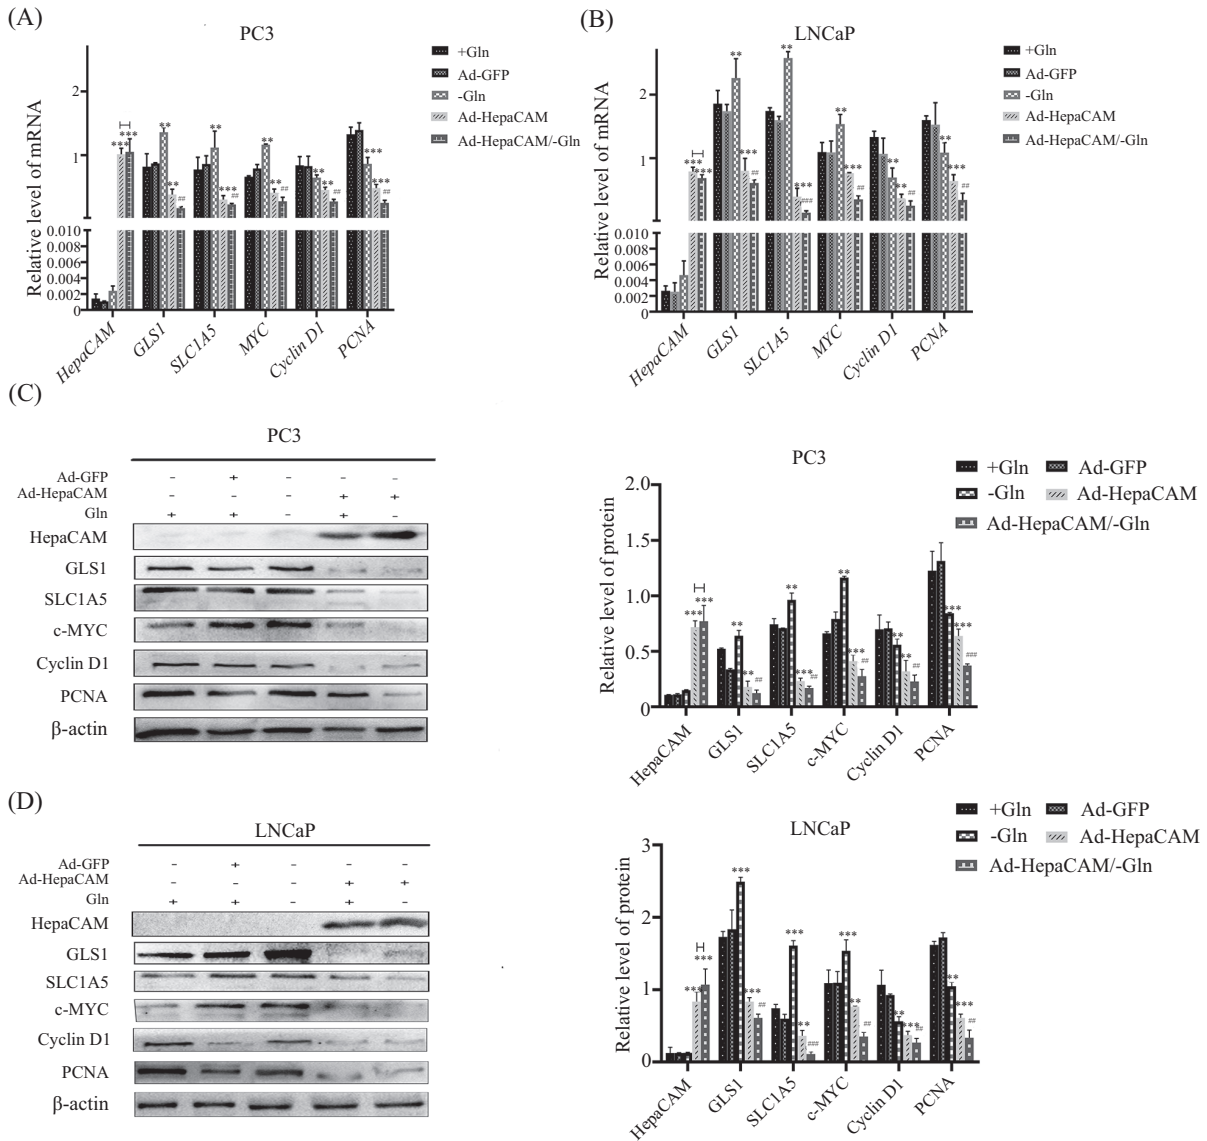 (A)
PC3
+Gln
Ad-GFP
-Gln
Ad-HepaCAM
Ad-HepaCAM/-Gln
Relative level of mRNA
2
1
0.010
0.008
0.006
0.004
0.002
0
*** *** ** ** ## ** *** ## ** ** ## ** ** ## *** *** ##
HepaCAM
GLS1
SLC1A5
MYC
Cyclin D1
PCNA
(B)
LNCaP
+Gln
Ad-GFP
-Gln
Ad-HepaCAM
Ad-HepaCAM/-Gln
Relative level of mRNA
2
1
0.010
0.008
0.006
0.004
0.002
0
*** *** ** *** ## ** *** ### ** *** ## ** ** ## ** *** ##
HepaCAM
GLS1
SLC1A5
MYC
Cyclin D1
PCNA
(C)
PC3
Ad-GFP - + - - -
Ad-HepaCAM - - - + +
Gln + + - + -
HepaCAM
GLS1
SLC1A5
c-MYC
Cyclin D1
PCNA
β-actin
PC3
+Gln Ad-GFP
-Gln Ad-HepaCAM
Ad-HepaCAM/-Gln
Relative level of protein
2.0
1.5
1.0
0.5
0
*** *** ** ** ## ** *** ## ** *** ## ** ** ## *** *** ###
HepaCAM
GLS1
SLC1A5
c-MYC
Cyclin D1
PCNA
(D)
LNCaP
Ad-GFP - + - - -
Ad-HepaCAM - - - + +
Gln + + - + -
HepaCAM
GLS1
SLC1A5
c-MYC
Cyclin D1
PCNA
β-actin
LNCaP
+Gln Ad-GFP
-Gln Ad-HepaCAM
Ad-HepaCAM/-Gln
Relative level of protein
3
2
1
0
*** *** *** *** ## *** ** ### *** ** ## ** *** ## ** *** ##
HepaCAM
GLS1
SLC1A5
c-MYC
Cyclin D1
PCNA